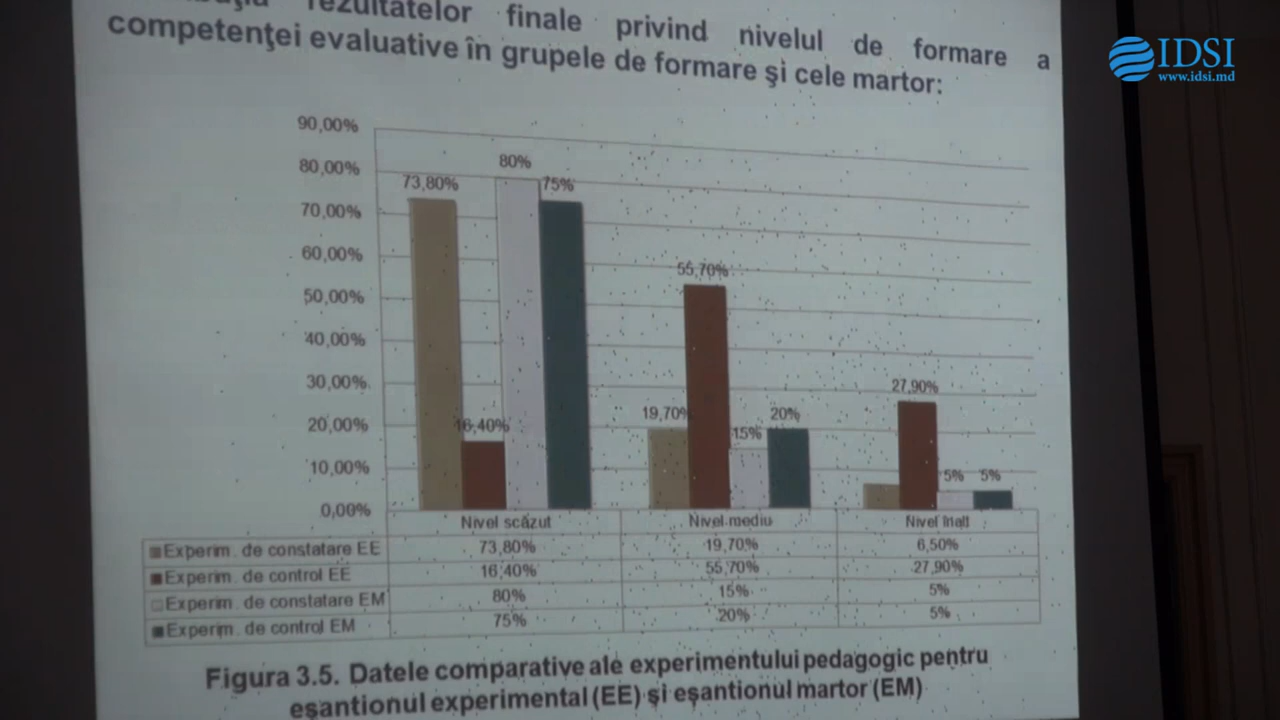 rezultatelor finale privind nivelul de formare a
competenţei evaluative în grupele de formare şi cele martor:
IDSI
www.idsi.md
90,00%
80,00%
70,00%
60,00%
50,00%
40,00%
30,00%
20,00%
10,00%
0,00%
73,80%
16,40%
80%
75%
19,70%
55,70%
15%
20%
27,90%
5%
5%
Nivel scăzut Nivel mediu Nivel înalt
Experim. de constatare EE 73,80% 19,70% 6,50%
Experim. de control EE 16,40% 55,70% 27,90%
Experim. de constatare EM 80% 15% 5%
Experim. de control EM 75% 20% 5%
Figura 3.5. Datele comparative ale experimentului pedagogic pentru
eşantionul experimental (EE) şi eşantionul martor (EM)